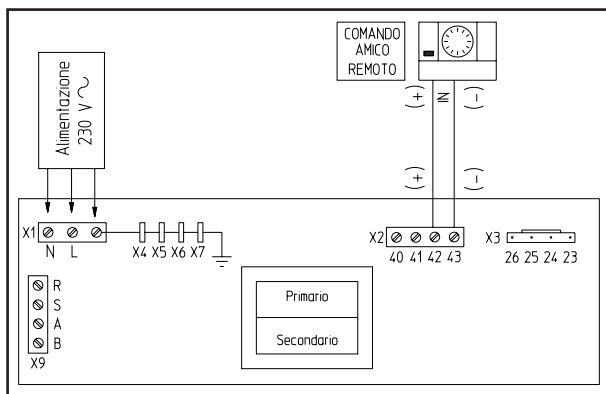 COMANDO
AMICO
REMOTO
Alimentazione
230 V
(+) IN (-)
(+) (-)
X1
N L
X4 X5 X6 X7
X2
40 41 42 43
X3
26 25 24 23
R
S
A
B
X9
Primario
Secondario